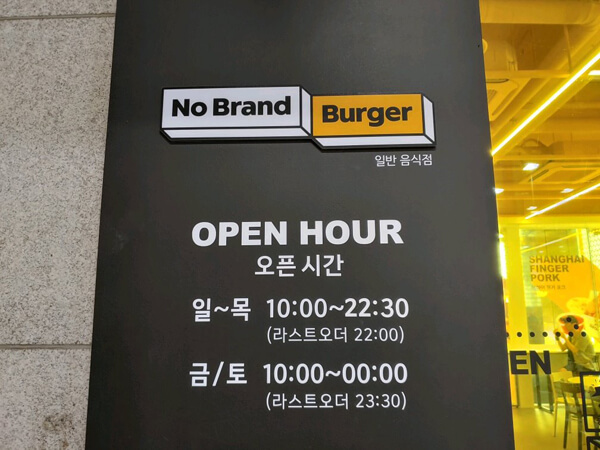 No Brand Burger
일반 음식점
OPEN HOUR
오픈 시간
일~목 10:00~22:30
(라스트오더 22:00)
금/토 10:00~00:00
(라스트오더 23:30)
SHANGHAI
FINGER
PORK
EN